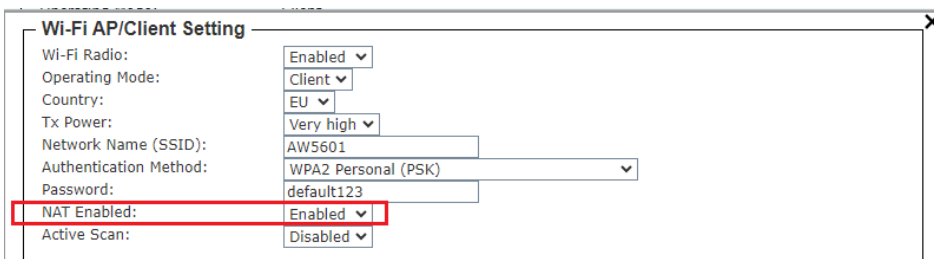 Wi-Fi AP/Client Setting
Wi-Fi Radio: Enabled
Operating Mode: Client
Country: EU
Tx Power: Very high
Network Name (SSID): AW5601
Authentication Method: WPA2 Personal (PSK)
Password: default123
NAT Enabled: Enabled
Active Scan: Disabled